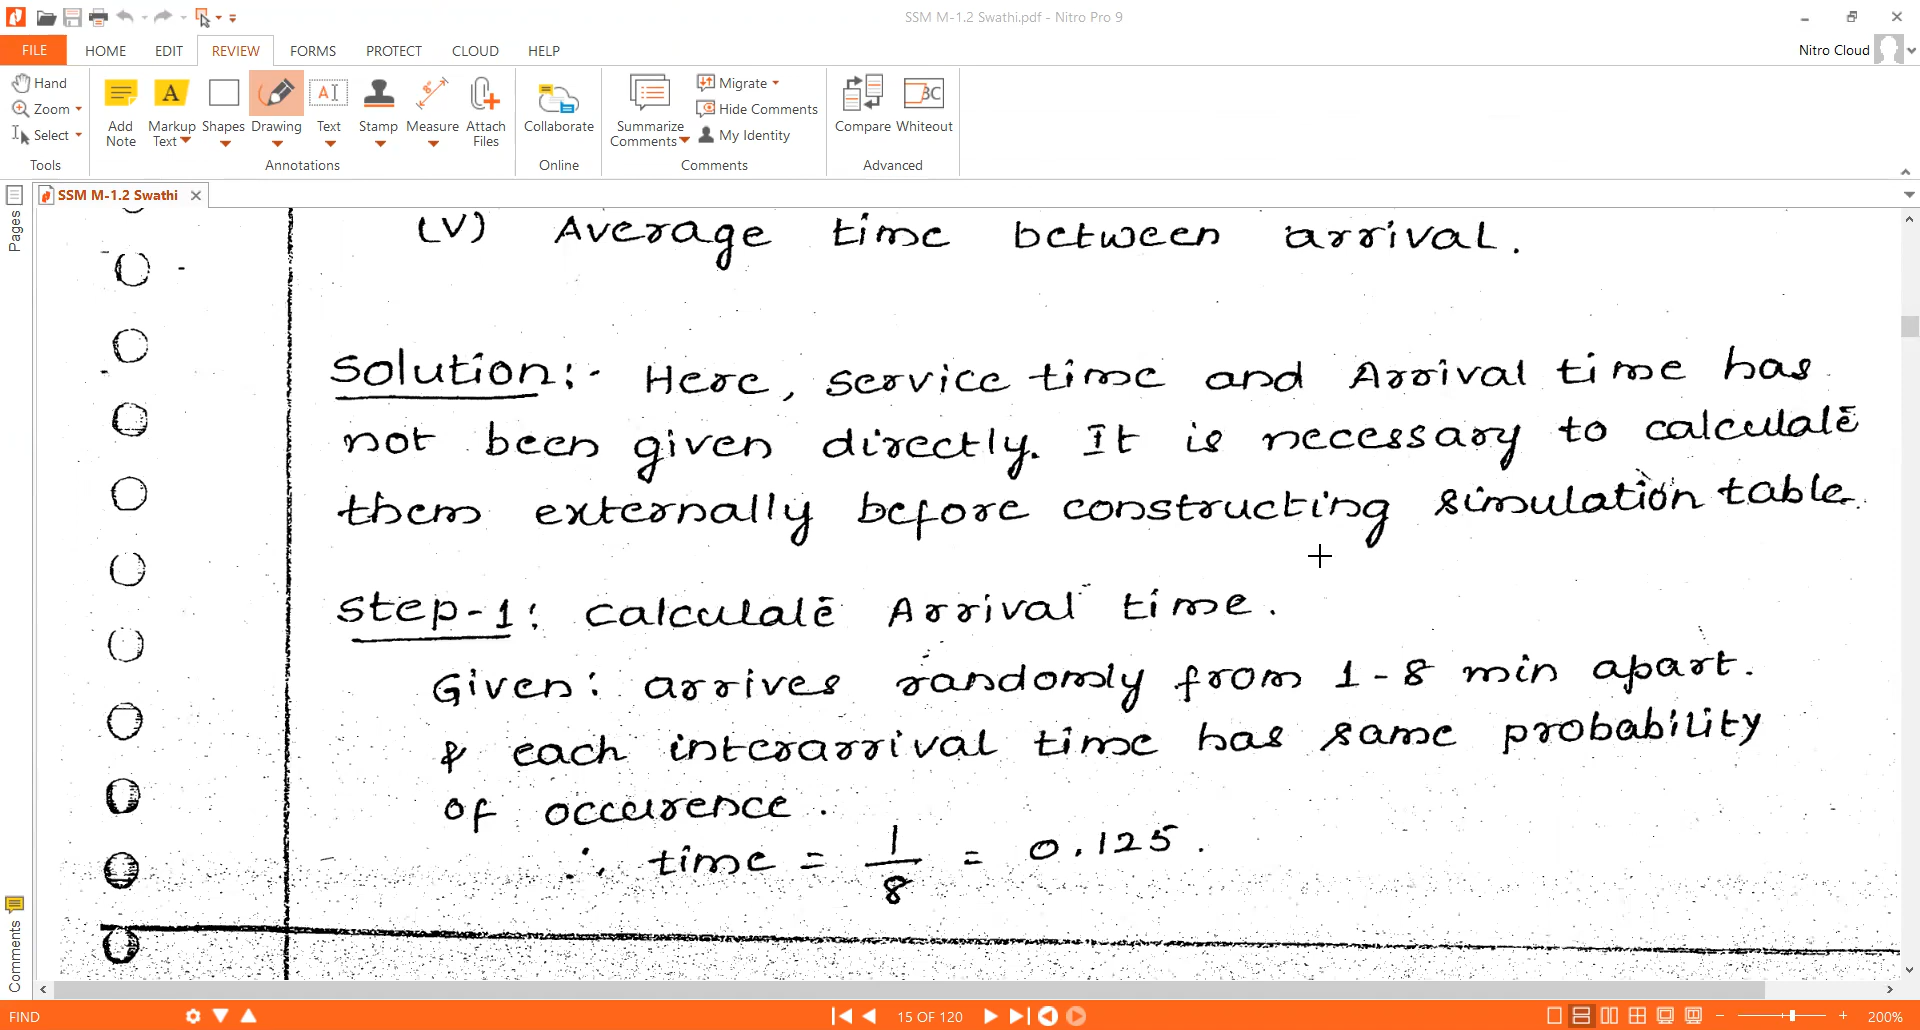 SSM M-1.2 Swathi.pdf - Nitro Pro 9
FILE HOME EDIT REVIEW FORMS PROTECT CLOUD HELP
Nitro Cloud
Hand
Zoom
Select
Tools
Add Note
Markup Text
Shapes
Drawing
Text
Stamp
Measure
Attach Files
Annotations
Collaborate
Online
Summarize Comments
Migrate
Hide Comments
My Identity
Comments
Compare
Whiteout
Advanced
SSM M-1.2 Swathi
Pages
(V) Average time between arrival.
Solution:- Here, service time and Arrival time has
not been given directly. It is necessary to calculate
them externally before constructing simulation table.
Step-1: Calculate Arrival time.
Given: arrives randomly from 1-8 min apart.
& each interarrival time has same probability
of occurence.
∴ time = 1/8 = 0.125.
Comments
FIND
15 OF 120
200%